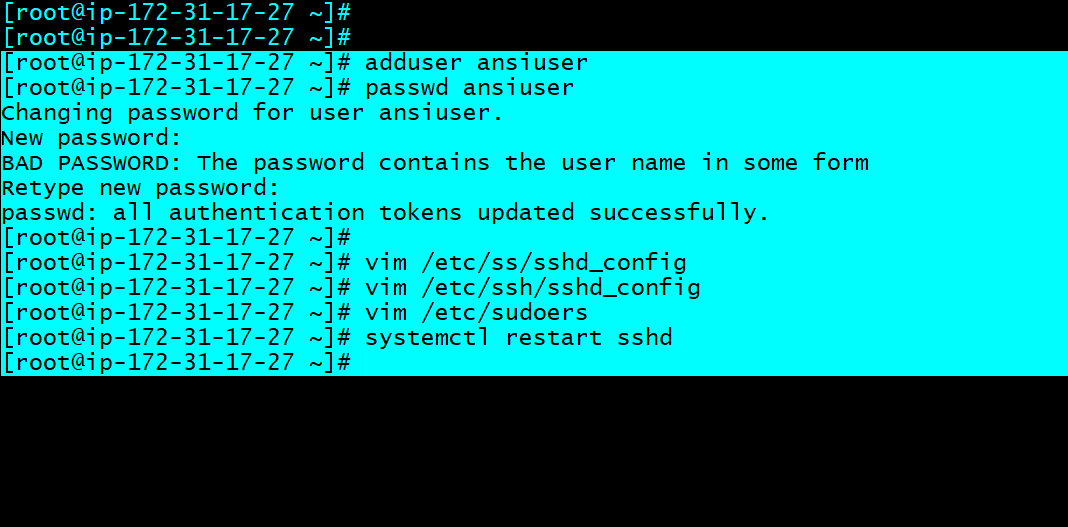 [root@ip-172-31-17-27 ~]#
[root@ip-172-31-17-27 ~]#
[root@ip-172-31-17-27 ~]# adduser ansiuser
[root@ip-172-31-17-27 ~]# passwd ansiuser
Changing password for user ansiuser.
New password:
BAD PASSWORD: The password contains the user name in some form
Retype new password:
passwd: all authentication tokens updated successfully.
[root@ip-172-31-17-27 ~]#
[root@ip-172-31-17-27 ~]# vim /etc/ss/sshd_config
[root@ip-172-31-17-27 ~]# vim /etc/ssh/sshd_config
[root@ip-172-31-17-27 ~]# vim /etc/sudoers
[root@ip-172-31-17-27 ~]# systemctl restart sshd
[root@ip-172-31-17-27 ~]#